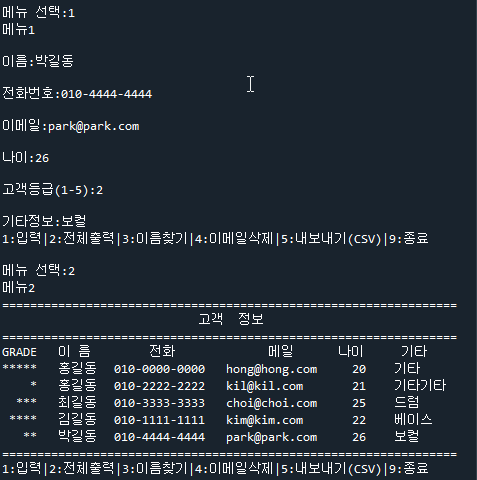 메뉴 선택:1
메뉴1
이름:박길동
전화번호:010-4444-4444
이메일:park@park.com
나이:26
고객등급(1-5):2
기타정보:보컬
1:입력|2:전체출력|3:이름찾기|4:이메일삭제|5:내보내기(CSV)|9:종료
메뉴 선택:2
메뉴2
=================================================================
고객 정보
=================================================================
GRADE 이 름 전화 메일 나이 기타
***** 홍길동 010-0000-0000 hong@hong.com 20 기타
* 홍길동 010-2222-2222 kil@kil.com 21 기타기타
*** 최길동 010-3333-3333 choi@choi.com 25 드럼
**** 김길동 010-1111-1111 kim@kim.com 22 베이스
** 박길동 010-4444-4444 park@park.com 26 보컬
=================================================================
1:입력|2:전체출력|3:이름찾기|4:이메일삭제|5:내보내기(CSV)|9:종료